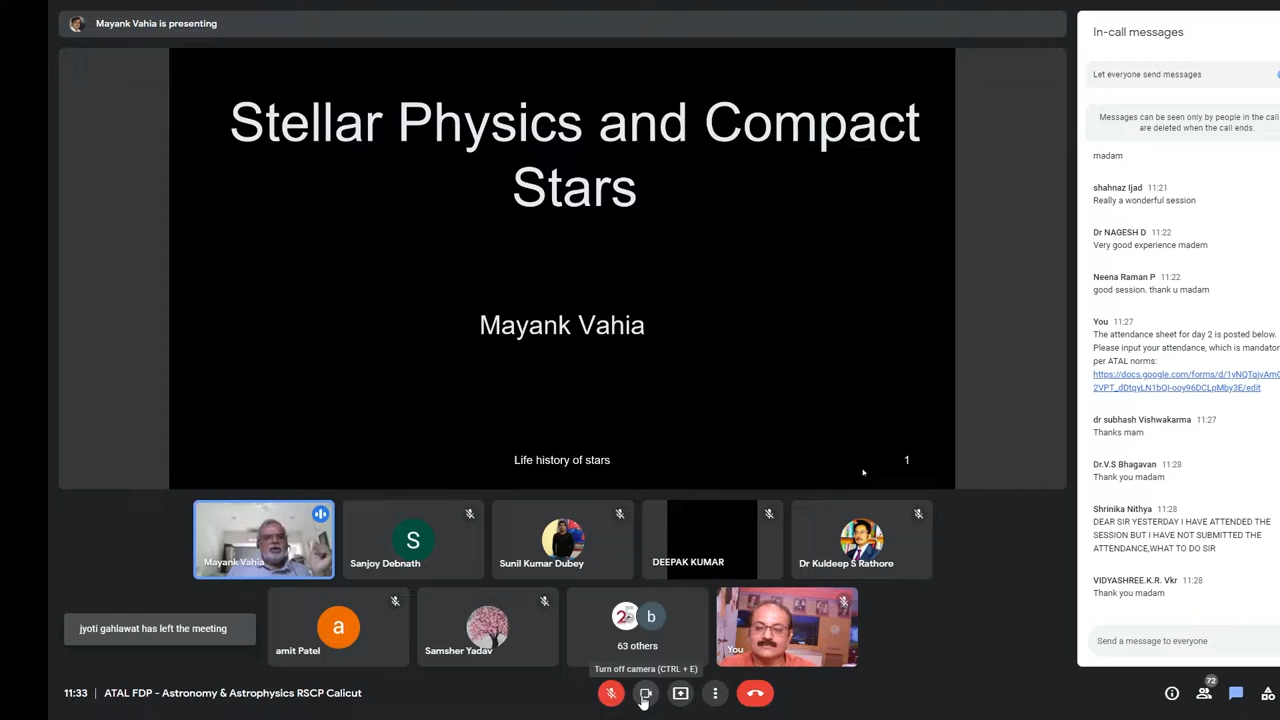 Mayank Vahia is presenting
Stellar Physics and Compact
Stars
Mayank Vahia
Life history of stars
1
Mayank Vahia
S
Sanjoy Debnath
Sunil Kumar Dubey
DEEPAK KUMAR
Dr Kuldeep S Rathore
jyoti gahlawat has left the meeting
a
amit Patel
Samsher Yadav
b
63 others
You
Turn off camera (CTRL + E)
11:33 | ATAL FDP - Astronomy & Astrophysics RSCP Calicut
72
In-call messages
Let everyone send messages
Messages can be seen only by people in the call
are deleted when the call ends.
madam
shahnaz Ijad 11:21
Really a wonderful session
Dr NAGESH D 11:22
Very good experience madem
Neena Raman P 11:22
good session. thank u madam
You 11:27
The attendance sheet for day 2 is posted below.
Please input your attendance, which is mandator
per ATAL norms:
dr subhash Vishwakarma 11:27
Thanks mam
Dr.V.S Bhagavan 11:28
Thank you madam
Shrinika Nithya 11:28
DEAR SIR YESTERDAY I HAVE ATTENDED THE
SESSION BUT I HAVE NOT SUBMITTED THE
ATTENDANCE,WHAT TO DO SIR
VIDYASHREE.K.R. Vkr 11:28
Thank you madam
Send a message to everyone